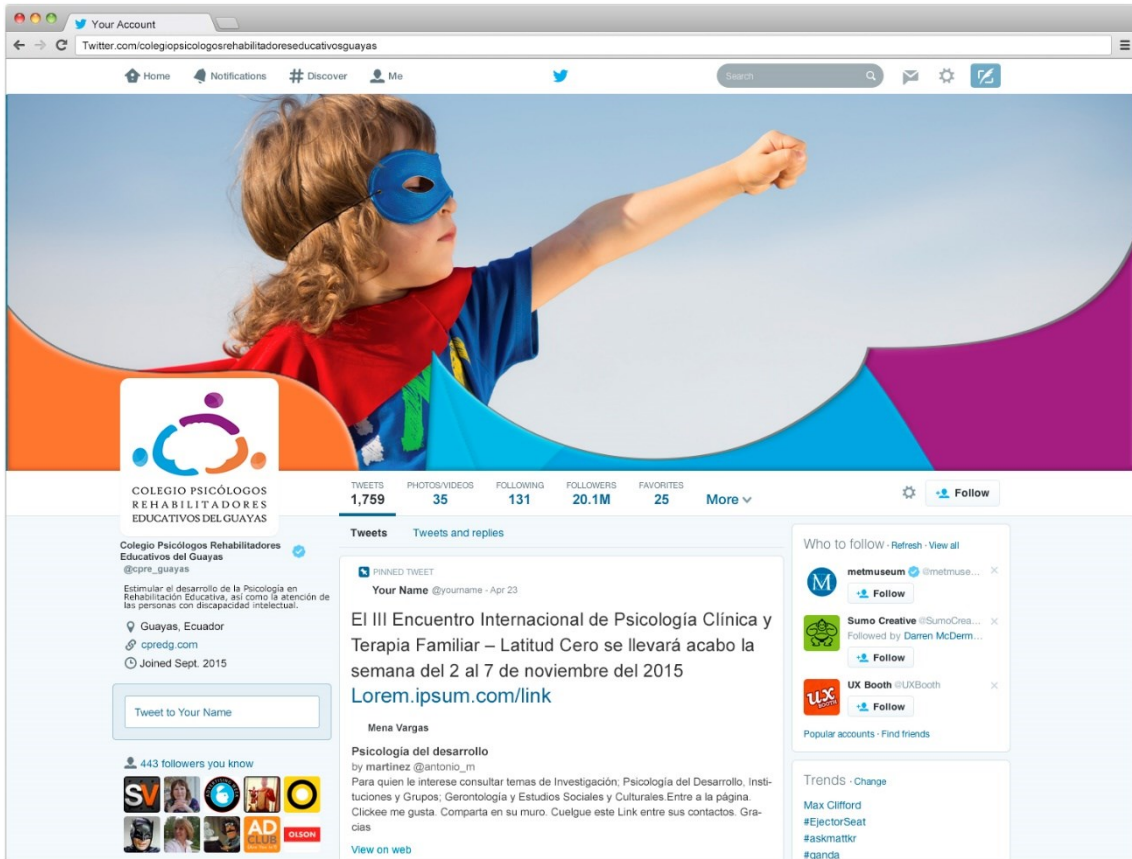 Your Account
Twitter.com/colegiopsicologosrehabilitadoreseducativosguayas
Home Notifications Discover Me Search
COLEGIO PSICÓLOGOS
REHABILITADORES
EDUCATIVOS DEL GUAYAS
TWEETS PHOTOS/VIDEOS FOLLOWING FOLLOWERS FAVORITES
1,759 35 131 20.1M 25 More Follow
Colegio Psicólogos Rehabilitadores
Educativos del Guayas
@cpre_guayas
Estimular el desarrollo de la Psicología en
Rehabilitación Educativa, así como la atención de
las personas con discapacidad intelectual.
Guayas, Ecuador
cpredg.com
Joined Sept. 2015
Tweet to Your Name
443 followers you know
SV
AD
CLUB
OLSON
Tweets Tweets and replies
PINNED TWEET
Your Name @yourname - Apr 23
El III Encuentro Internacional de Psicología Clínica y
Terapia Familiar – Latitud Cero se llevará acabo la
semana del 2 al 7 de noviembre del 2015
Lorem.ipsum.com/link
Mena Vargas
Psicología del desarrollo
by martinez @antonio_m
Para quien le interese consultar temas de Investigación; Psicología del Desarrollo, Insti-
tuciones y Grupos; Gerontología y Estudios Sociales y Culturales.Entre a la página.
Clickee me gusta. Comparta en su muro. Cuelgue este Link entre sus contactos. Gra-
cias
View on web
Who to follow · Refresh · View all
M
metmuseum @metmuse...
Follow
Sumo Creative @SumoCrea...
Followed by Darren McDerm...
Follow
UX
BOOTH
UX Booth @UXBooth
Follow
Popular accounts · Find friends
Trends · Change
Max Clifford
#EjectorSeat
#askmattkr
#ganda